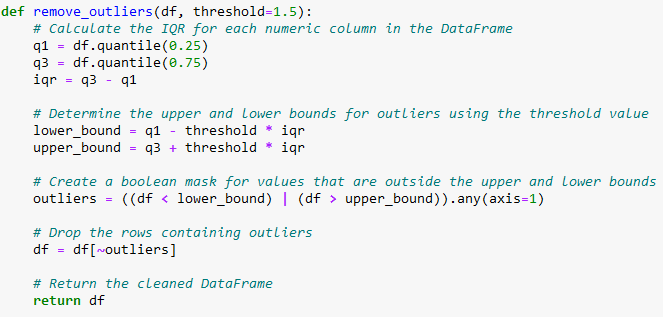 def remove_outliers(df, threshold=1.5):
    # Calculate the IQR for each numeric column in the DataFrame
    q1 = df.quantile(0.25)
    q3 = df.quantile(0.75)
    iqr = q3 - q1

    # Determine the upper and lower bounds for outliers using the threshold value
    lower_bound = q1 - threshold * iqr
    upper_bound = q3 + threshold * iqr

    # Create a boolean mask for values that are outside the upper and lower bounds
    outliers = ((df < lower_bound) | (df > upper_bound)).any(axis=1)

    # Drop the rows containing outliers
    df = df[~outliers]

    # Return the cleaned DataFrame
    return df